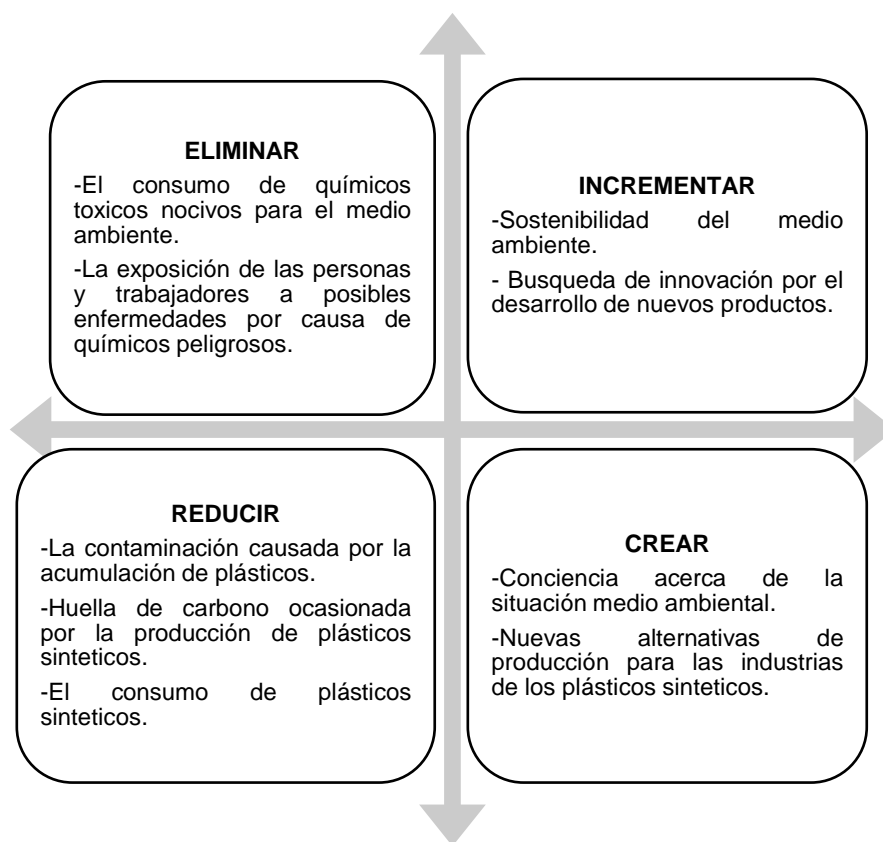 ELIMINAR
-El consumo de químicos
toxicos nocivos para el medio
ambiente.
-La exposición de las personas
y trabajadores a posibles
enfermedades por causa de
químicos peligrosos.
INCREMENTAR
-Sostenibilidad del medio
ambiente.
- Busqueda de innovación por el
desarrollo de nuevos productos.
REDUCIR
-La contaminación causada por la
acumulación de plásticos.
-Huella de carbono ocasionada
por la producción de plásticos
sinteticos.
-El consumo de plásticos
sinteticos.
CREAR
-Conciencia acerca de la
situación medio ambiental.
-Nuevas alternativas de
producción para las industrias
de los plásticos sinteticos.